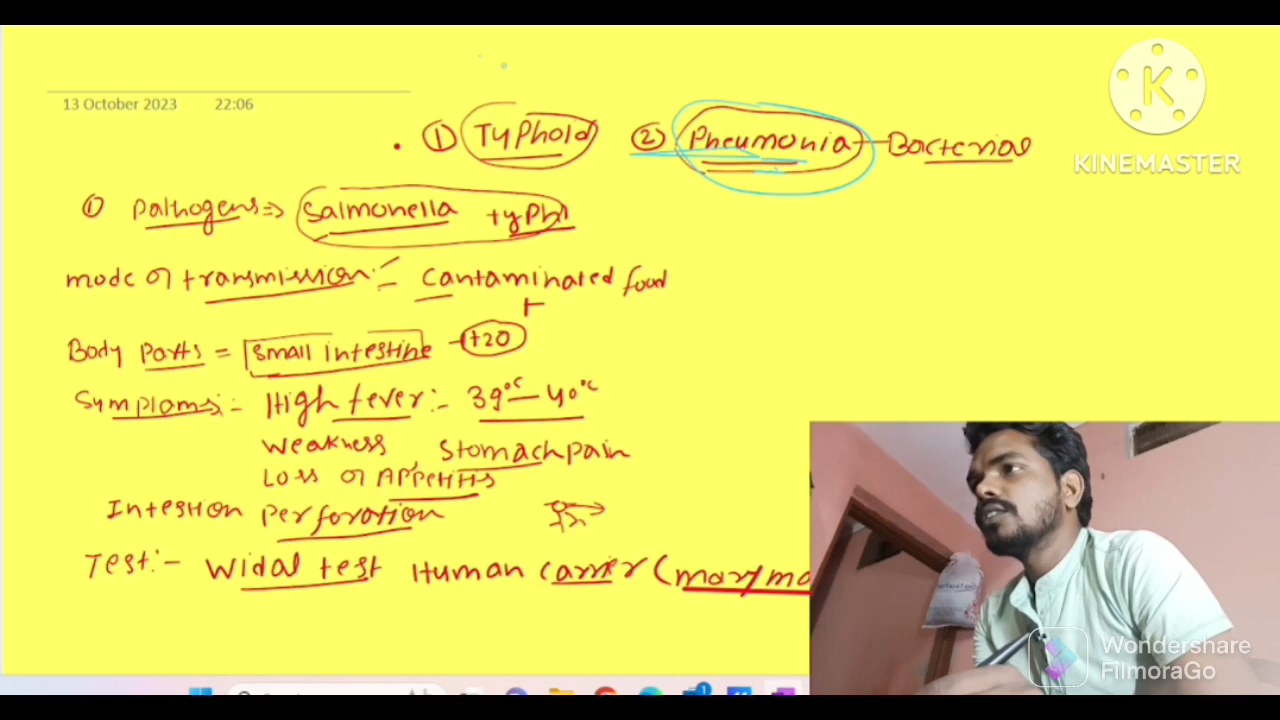 13 October 2023 22:06
① Typhoid ② Pneumonia - Bacterial
KINEMASTER
① Pathogens => Salmonella typhi
mode of transmission :- Contaminated food
+
Body Parts = Small intestine
Symptoms :- High fever :- 39°C - 40°C
Weakness, Stomach pain
Loss of Appetits
Intestion perforation
Test :- Widal test Human Carrier (
Wondershare
FilmoraGo